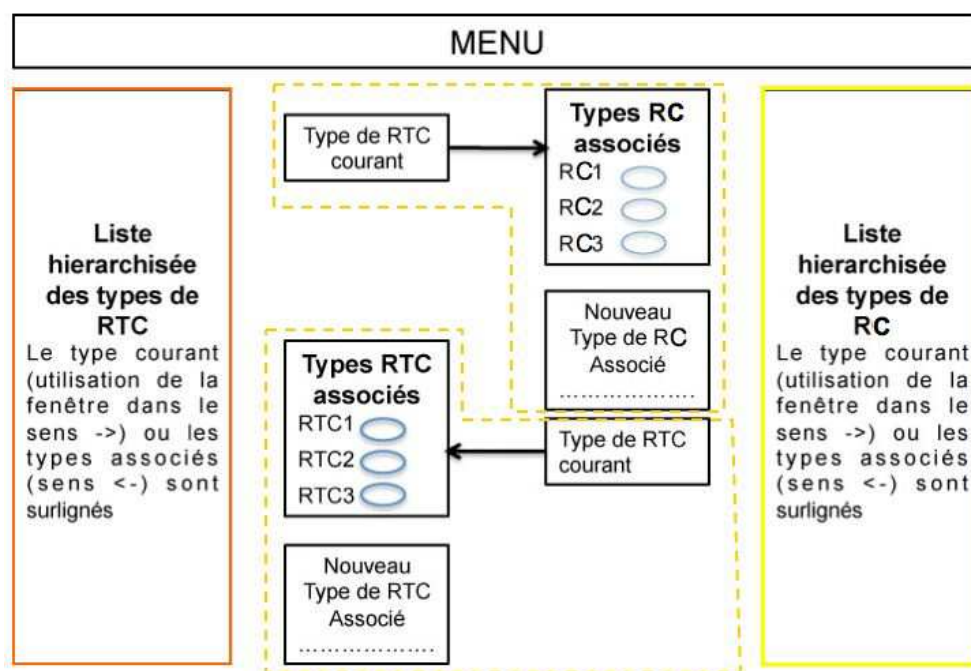 MENU
Liste
hierarchisée
des types de
RTC
Le type courant
(utilisation de la
fenêtre dans le
sens ->) ou les
types associés
(sens <-) sont
surlignés
Type de RTC
courant
Types RC
associés
RC1
RC2
RC3
Nouveau
Type de RC
Associé
..................
Types RTC
associés
RTC1
RTC2
RTC3
Type de RTC
courant
Nouveau
Type de RTC
Associé
..................
Liste
hierarchisée
des types de
RC
Le type courant
(utilisation de la
fenêtre dans le
sens ->) ou les
types associés
(sens <-) sont
surlignés